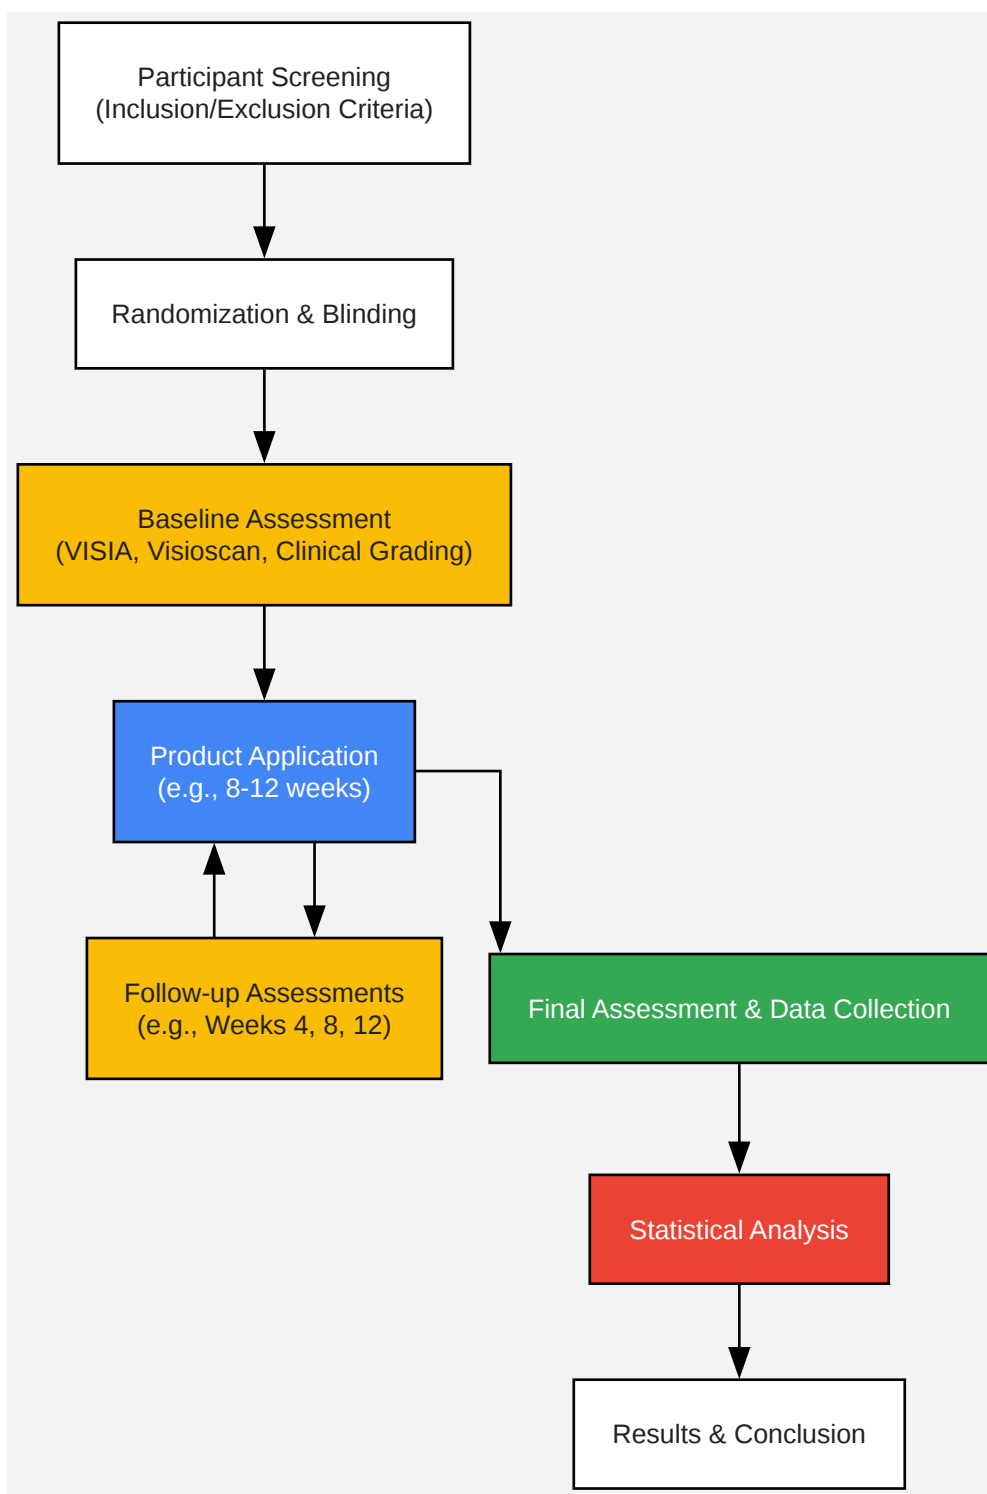 Participant Screening
(Inclusion/Exclusion Criteria)
Randomization & Blinding
Baseline Assessment
(VISIA, Visioscan, Clinical Grading)
Product Application
(e.g., 8-12 weeks)
Follow-up Assessments
(e.g., Weeks 4, 8, 12)
Final Assessment & Data Collection
Statistical Analysis
Results & Conclusion